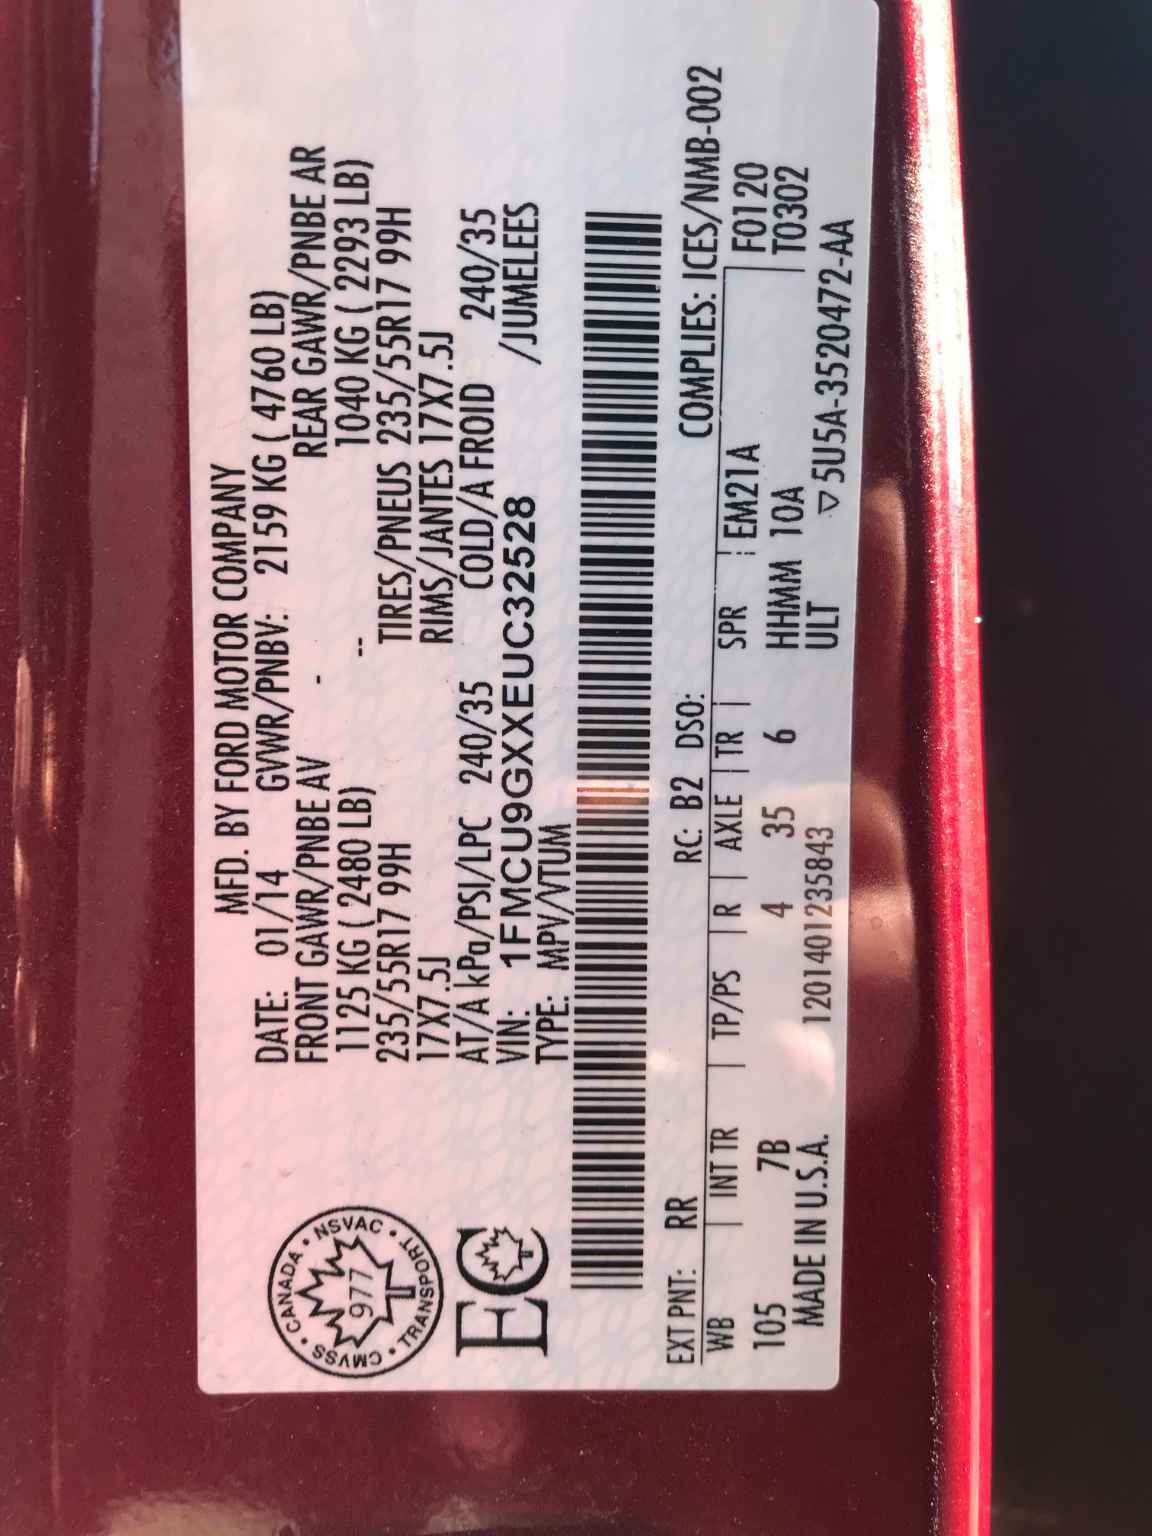 MFD. BY FORD MOTOR COMPANY
DATE: 01/14 GVWR/PNBV: 2159 KG ( 4760 LB)
FRONT GAWR/PNBE AV - REAR GAWR/PNBE AR
1125 KG ( 2480 LB) -- 1040 KG ( 2293 LB)
235/55R17 99H TIRES/PNEUS 235/55R17 99H
17X7.5J RIMS/JANTES 17X7.5J
AT/A kPa/PSI/LPC 240/35 COLD/A FROID 240/35
VIN: 1FMCU9GXXEUC32528 /JUMELEES
TYPE: MPV/VTUM
CANADA • NSVAC • TRANSPORT • CMVSS •
977
EC
EXT PNT: RR RC: B2 DSO: COMPLIES: ICES/NMB-002
WB INT TR TP/PS R AXLE TR SPR EM21A F0120
105 7B 4 35 6 HHMM 10A T0302
MADE IN U.S.A. 1201401235843 ULT ▽5U5A-3520472-AA